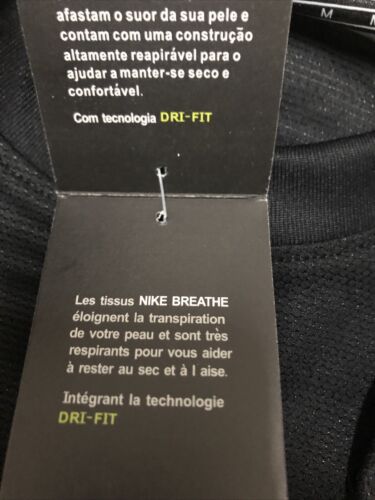 afastam o suor da sua pele e
contam com uma construção
altamente reapirável para o
ajudar a manter-se seco e
confortável.
Com tecnologia DRI-FIT
M M
Les tissus NIKE BREATHE
éloignent la transpiration
de votre peau et sont très
respirants pour vous aider
à rester au sec et à l aise.
Intégrant la technologie
DRI-FIT